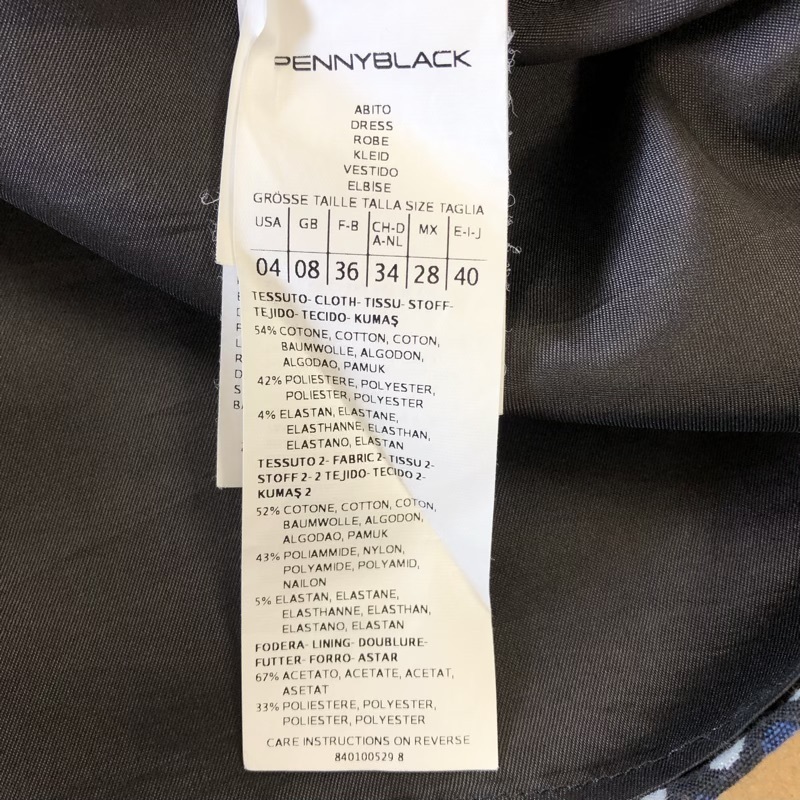 PENNYBLACK
ABITO
DRESS
ROBE
KLEID
VESTIDO
ELBİSE
GRÖSSE TAILLE TALLA SIZE TAGLIA
USA GB F-B CH-D A-NL MX E-I-J
04 08 36 34 28 40
TESSUTO- CLOTH- TISSU- STOFF-
TEJIDO- TECIDO- KUMAŞ
54% COTONE, COTTON, COTON,
BAUMWOLLE, ALGODON,
ALGODAO, PAMUK
42% POLIESTERE, POLYESTER,
POLIESTER, POLYESTER
4% ELASTAN, ELASTANE,
ELASTHANNE, ELASTHAN,
ELASTANO, ELASTAN
TESSUTO 2- FABRIC 2- TISSU 2-
STOFF 2- 2 TEJIDO- TECIDO 2-
KUMAŞ 2
52% COTONE, COTTON, COTON,
BAUMWOLLE, ALGODON,
ALGODAO, PAMUK
43% POLIAMMIDE, NYLON,
POLYAMIDE, POLYAMID,
NAILON
5% ELASTAN, ELASTANE,
ELASTHANNE, ELASTHAN,
ELASTANO, ELASTAN
FODERA- LINING- DOUBLURE-
FUTTER- FORRO- ASTAR
67% ACETATO, ACETATE, ACETAT,
ASETAT
33% POLIESTERE, POLYESTER,
POLIESTER, POLYESTER
CARE INSTRUCTIONS ON REVERSE
840100529 8